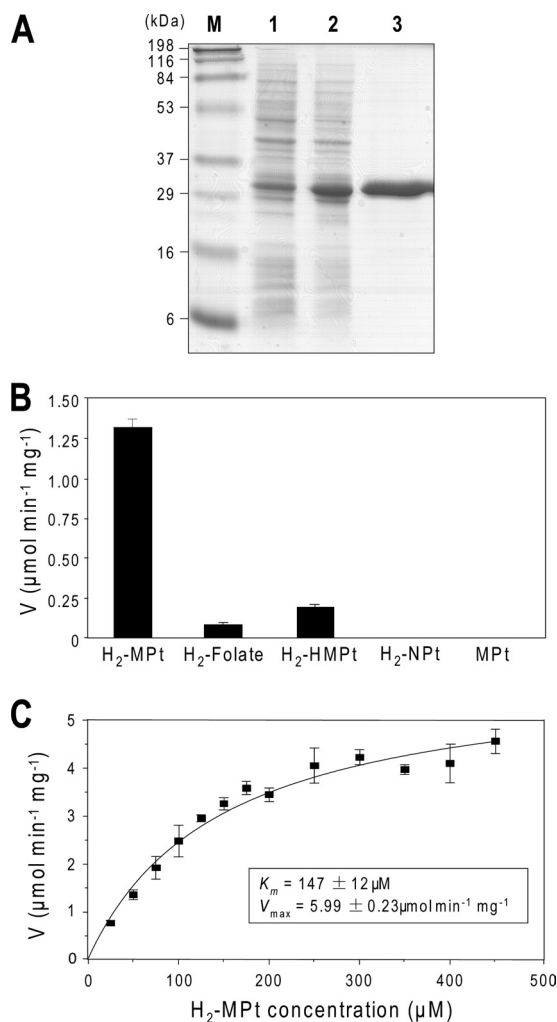 A
(kDa) M 1 2 3
198
116
84
53
37
29
16
6
B
V (µmol min-1 mg-1)
1.50
1.25
1.00
0.75
0.50
0.25
0
H2-MPt H2-Folate H2-HMPt H2-NPt MPt
C
V (µmol min-1 mg-1)
5
4
3
2
1
0
Km = 147 ± 12 µM
Vmax = 5.99 ± 0.23µmol min-1 mg-1
0 100 200 300 400 500
H2-MPt concentration (µM)